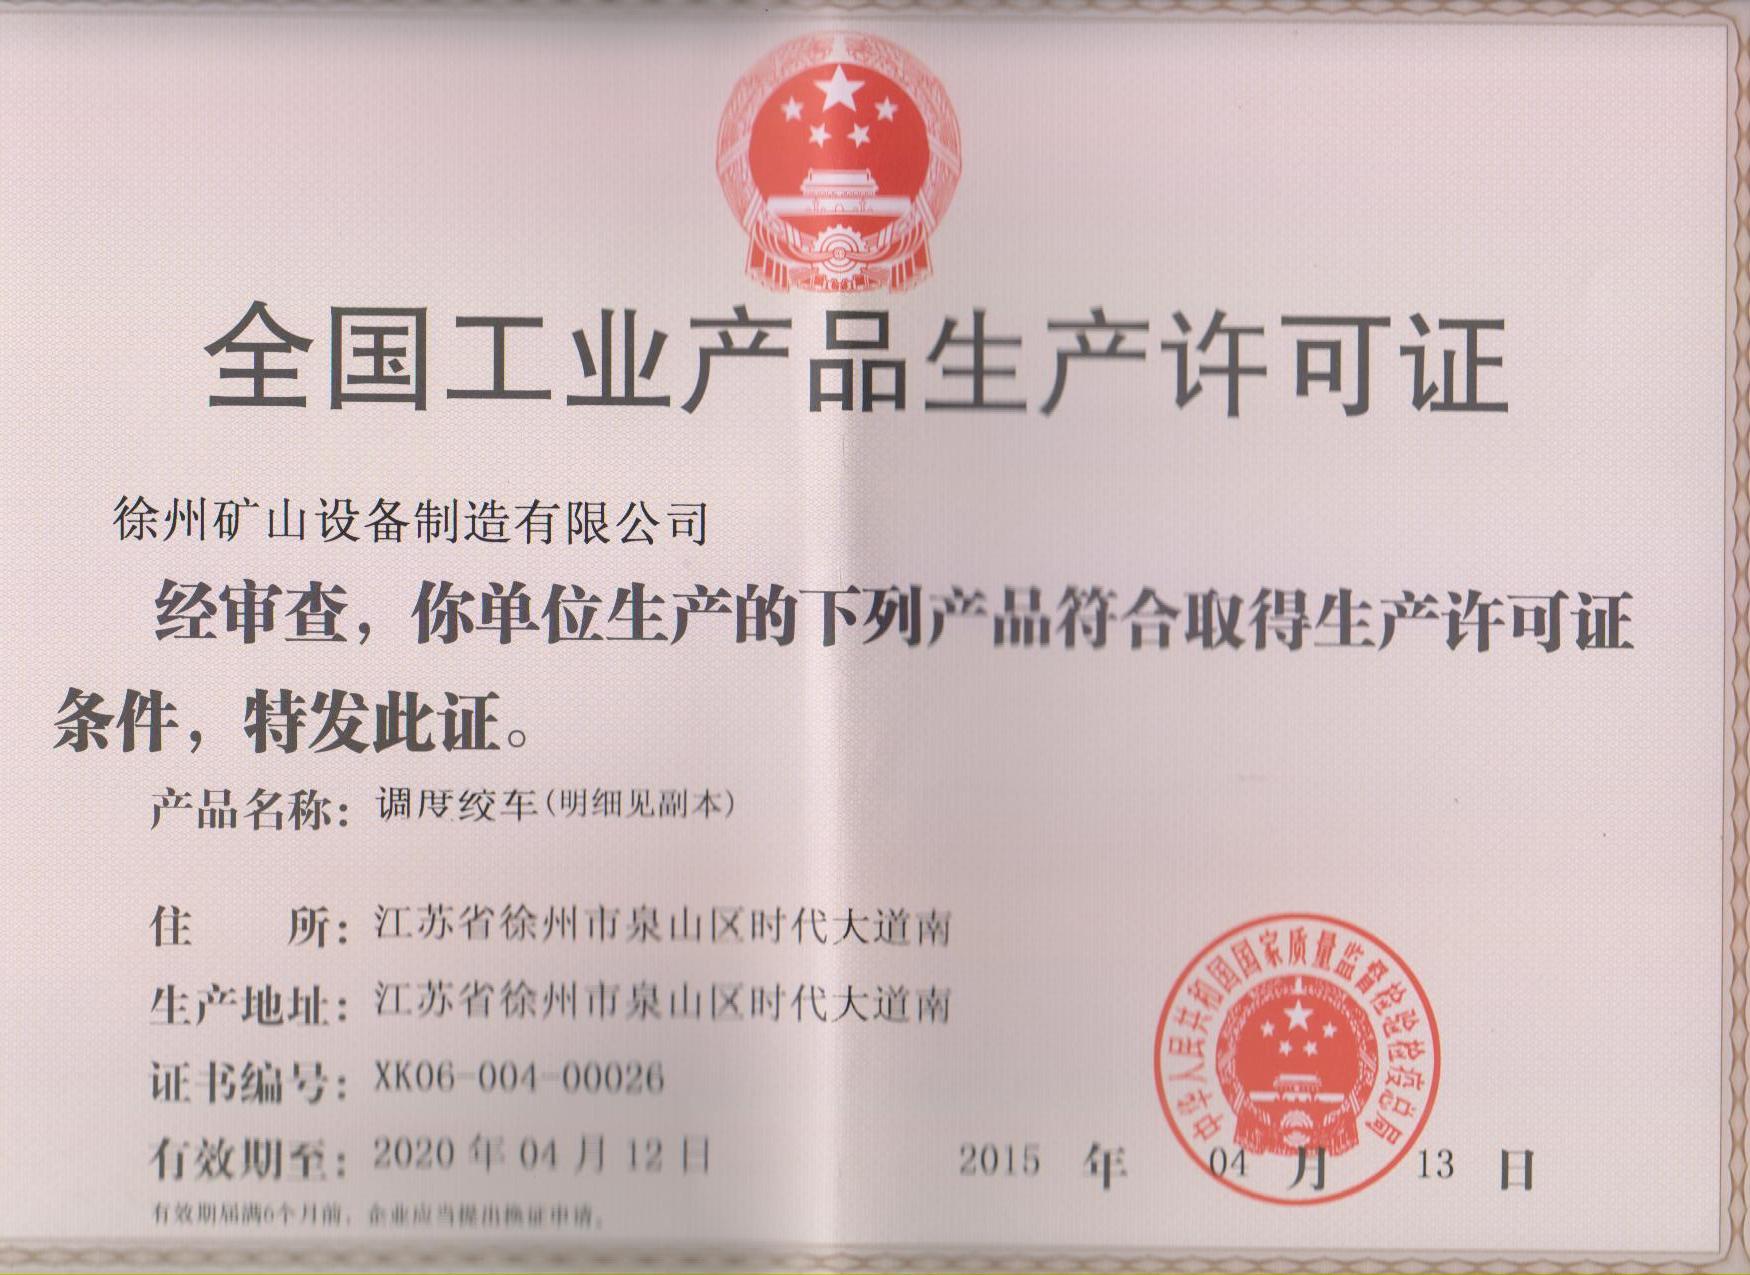 全国工业产品生产许可证
徐州矿山设备制造有限公司
经审查，你单位生产的下列产品符合取得生产许可证
条件，特发此证。
产品名称：调度绞车(明细见副本)
住 所：江苏省徐州市泉山区时代大道南
生产地址：江苏省徐州市泉山区时代大道南
证书编号：XK06-004-00026
有效期至：2020 年 04 月 12 日
2015 年 04 月 13 日
有效期届满6个月前，企业应当提出换证申请。
中华人民共和国国家质量监督检验检疫总局